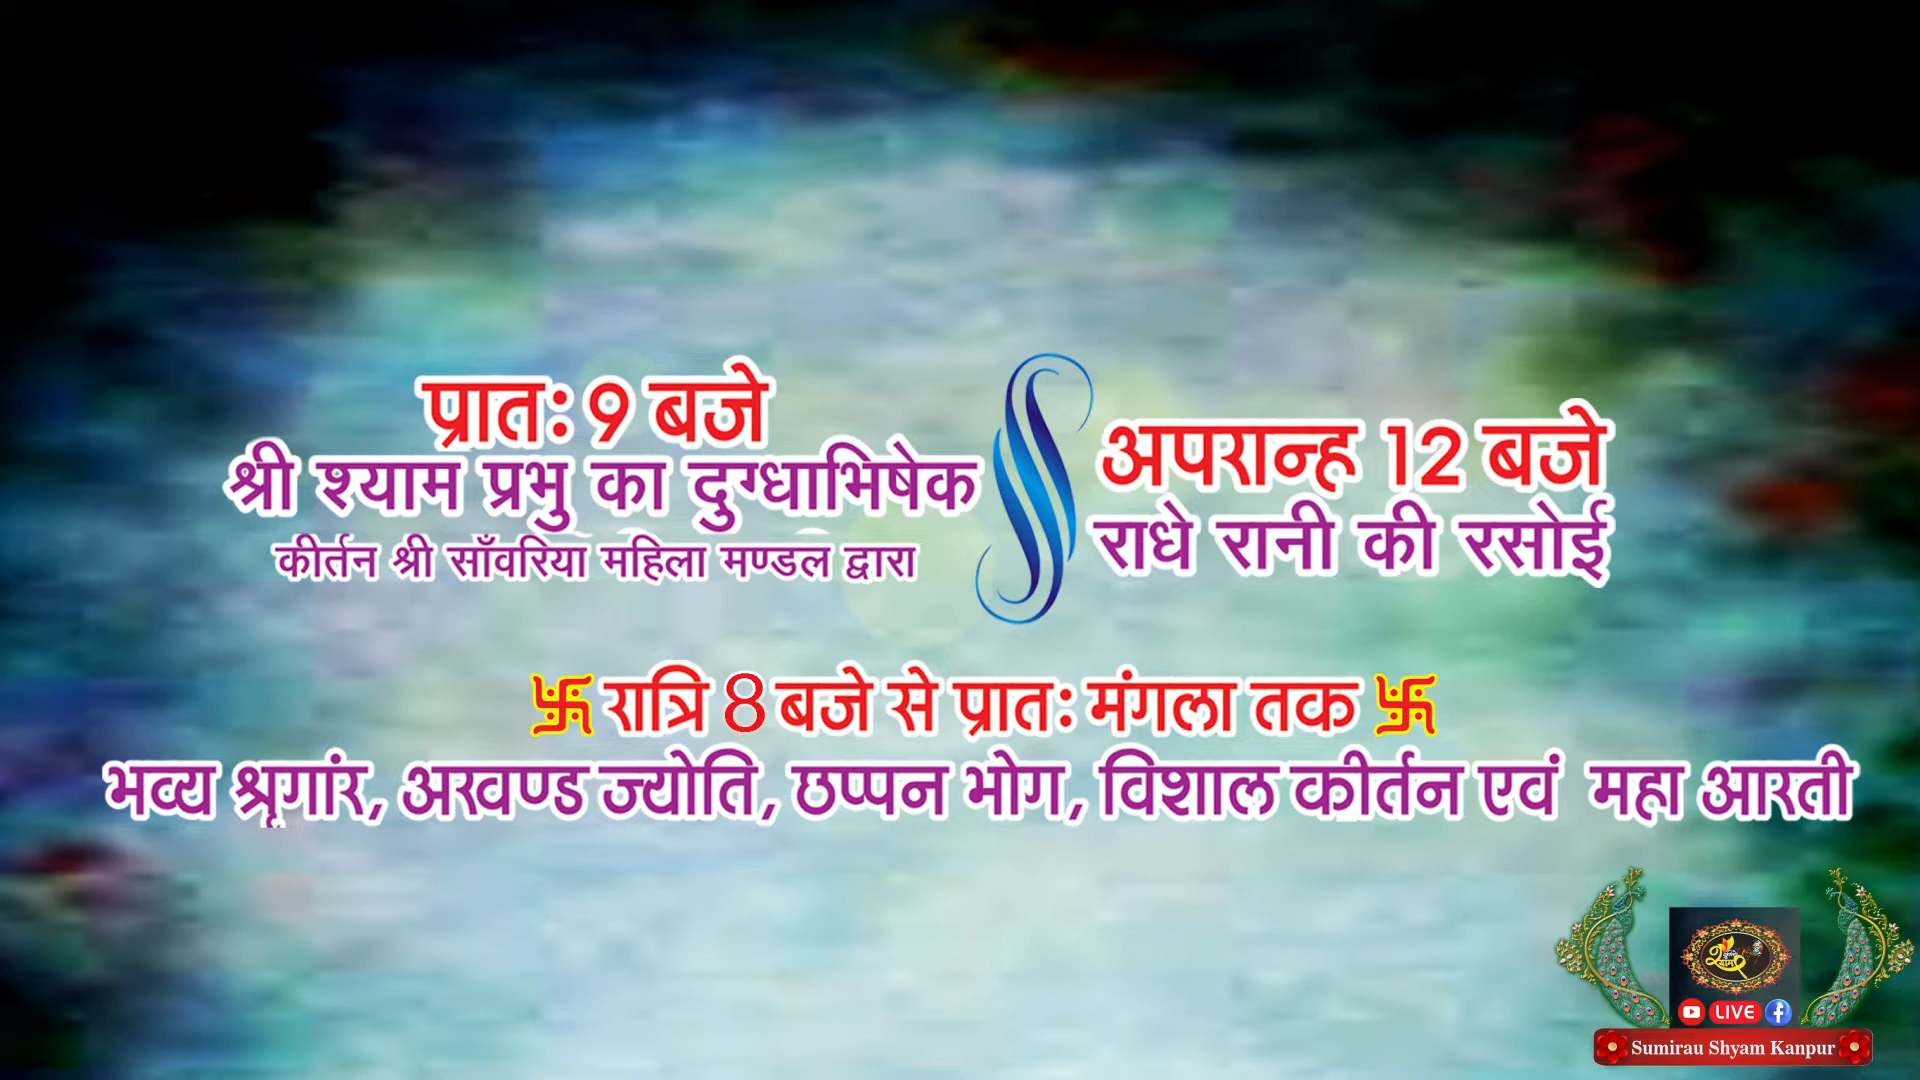 प्रातः 9 बजे
श्री श्याम प्रभु का दुग्धाभिषेक
कीर्तन श्री साँवरिया महिला मण्डल द्वारा
अपरान्ह 12 बजे
राधे रानी की रसोई
卐 रात्रि 8 बजे से प्रातः मंगला तक 卐
भव्य श्रृगांर, अखण्ड ज्योति, छप्पन भोग, विशाल कीर्तन एवं महा आरती
LIVE
Sumirau Shyam Kanpur